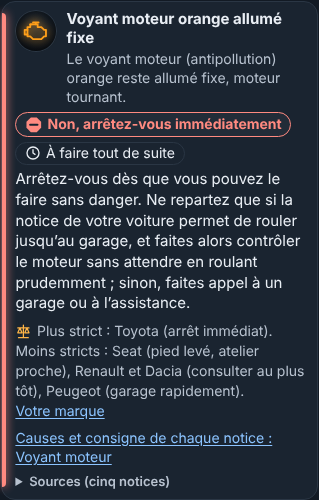 Voyant moteur orange allumé
fixe
Le voyant moteur (antipollution)
orange reste allumé fixe, moteur
tournant.
Non, arrêtez-vous immédiatement
À faire tout de suite
Arrêtez-vous dès que vous pouvez le
faire sans danger. Ne repartez que si la
notice de votre voiture permet de rouler
jusqu’au garage, et faites alors contrôler
le moteur sans attendre en roulant
prudemment ; sinon, faites appel à un
garage ou à l’assistance.
Plus strict : Toyota (arrêt immédiat).
Moins stricts : Seat (pied levé, atelier
proche), Renault et Dacia (consulter au plus
tôt), Peugeot (garage rapidement).
Votre marque
Causes et consigne de chaque notice :
Voyant moteur
Sources (cinq notices)